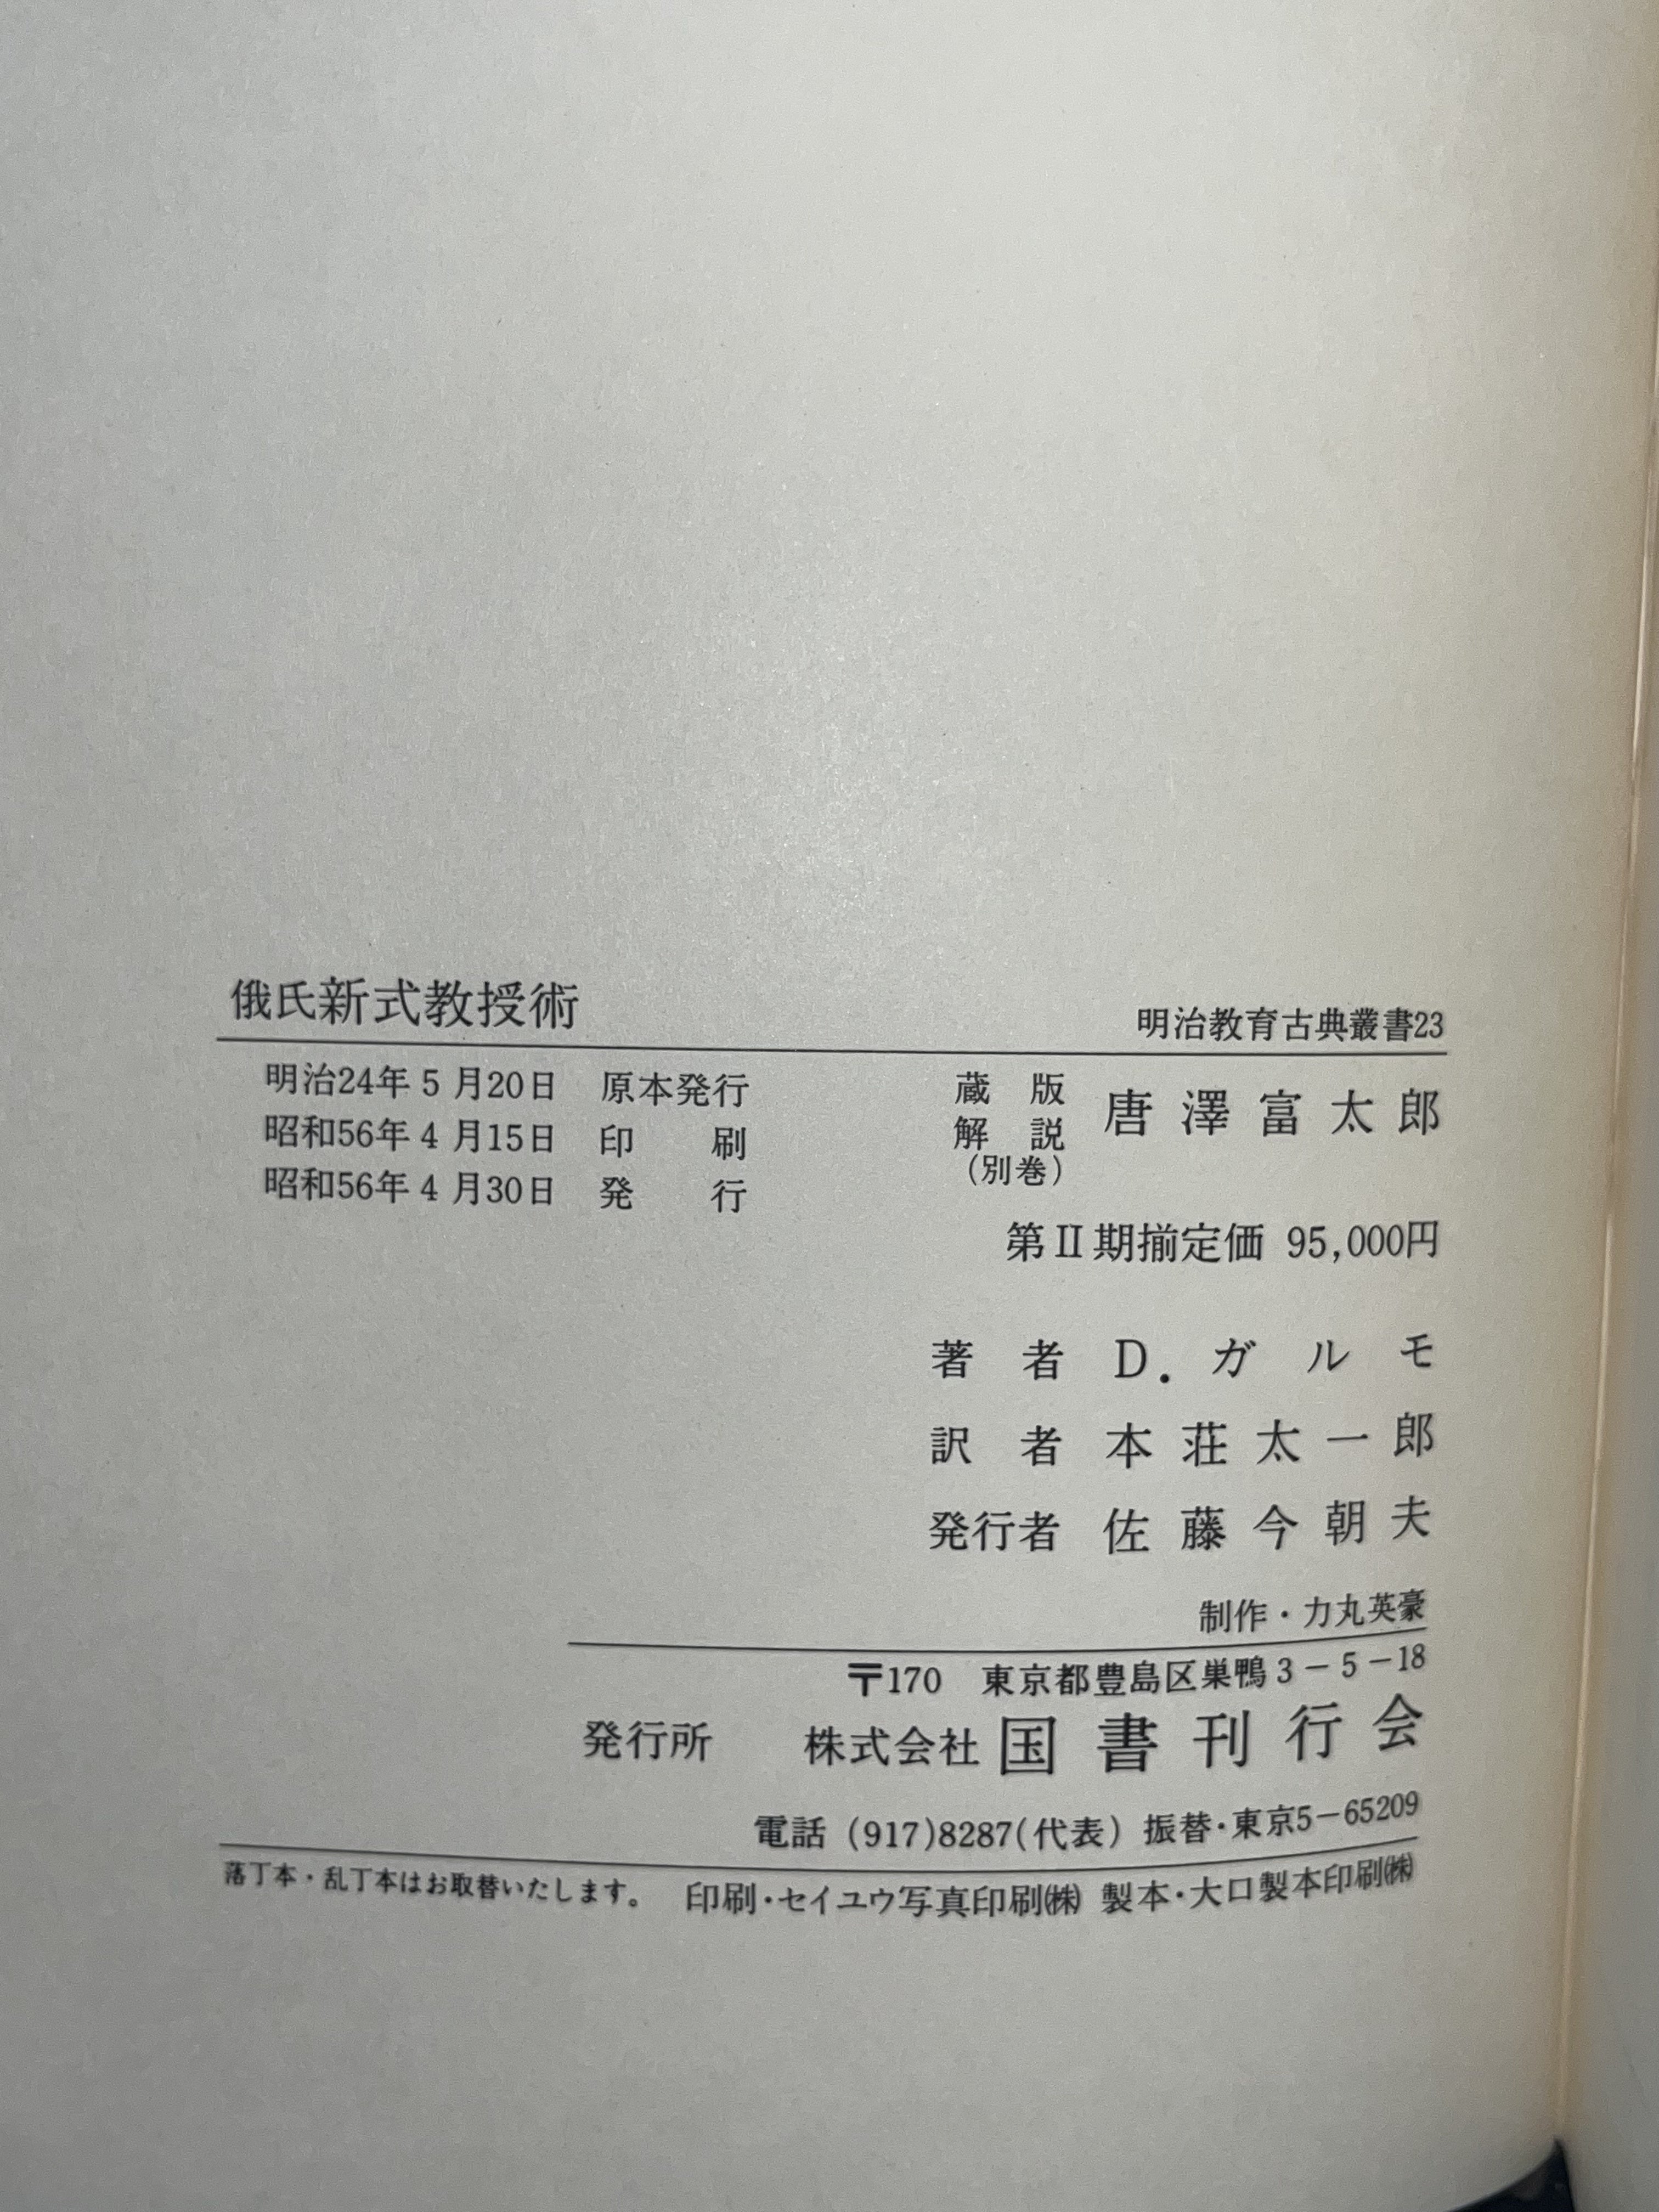 俄氏新式教授術
明治教育古典叢書23
明治24年5月20日 原本発行
昭和56年4月15日 印 刷
昭和56年4月30日 発 行
蔵 版
解 説 唐澤富太郎
(別巻)
第II期揃定価 95,000円
著 者 D.ガルモ
訳 者 本荘太一郎
発行者 佐藤今朝夫
制作・力丸英豪
〒170 東京都豊島区巣鴨3-5-18
発行所 株式会社 国書刊行会
電話 (917)8287(代表) 振替・東京5-65209
落丁本・乱丁本はお取替いたします。 印刷・セイユウ写真印刷㈱ 製本・大口製本印刷㈱